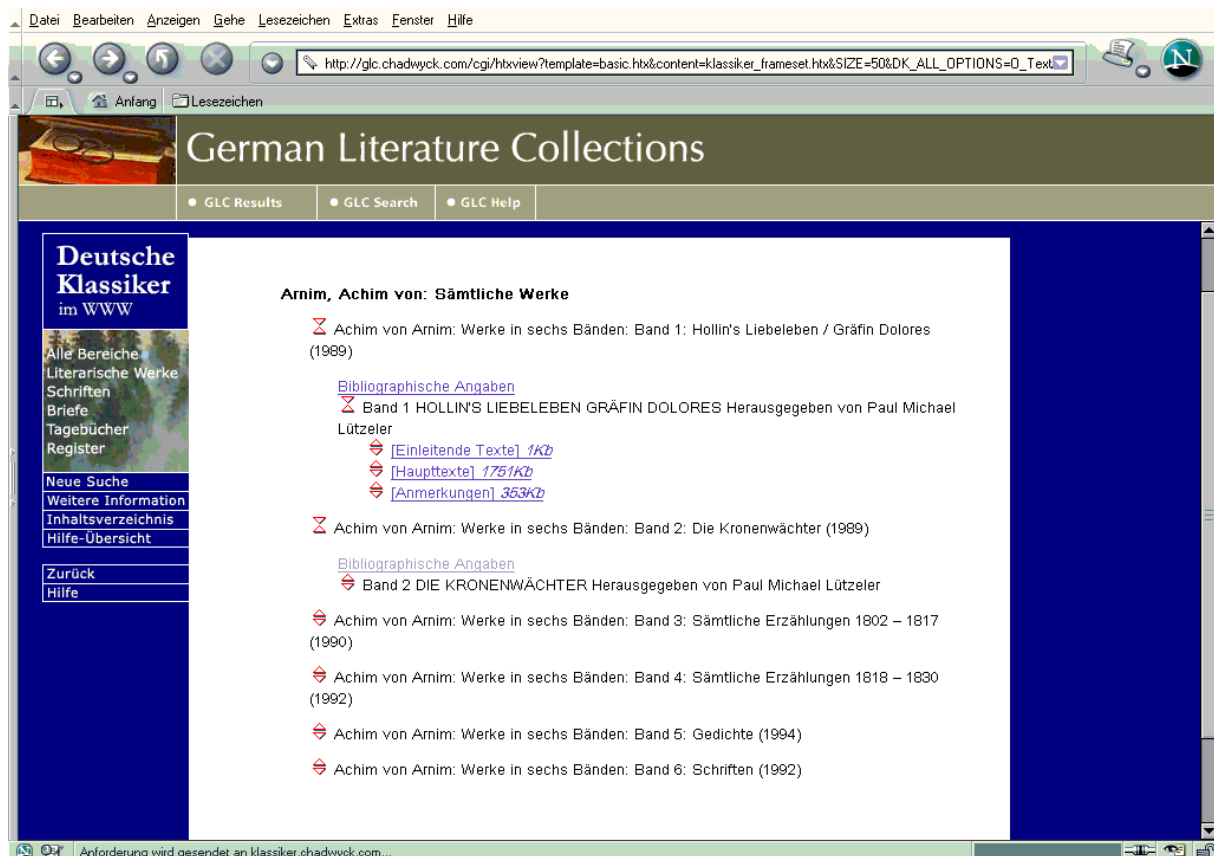 Datei Bearbeiten Anzeigen Gehe Lesezeichen Extras Fenster Hilfe
http://glc.chadwyck.com/cgi/htxview?template=basic.htx&content=klassiker_frameset.htx&SIZE=50&DK_ALL_OPTIONS=0_Text
Anfang Lesezeichen
German Literature Collections
GLC Results GLC Search GLC Help
Deutsche
Klassiker
im WWW
Alle Bereiche
Literarische Werke
Schriften
Briefe
Tagebücher
Register
Neue Suche
Weitere Information
Inhaltsverzeichnis
Hilfe-Übersicht
Zurück
Hilfe
Arnim, Achim von: Sämtliche Werke
Achim von Arnim: Werke in sechs Bänden: Band 1: Hollin's Liebeleben / Gräfin Dolores
(1989)
Bibliographische Angaben
Band 1 HOLLIN'S LIEBELEBEN GRÄFIN DOLORES Herausgegeben von Paul Michael
Lützeler
[Einleitende Texte] 1Kb
[Haupttexte] 1751Kb
[Anmerkungen] 353Kb
Achim von Arnim: Werke in sechs Bänden: Band 2: Die Kronenwächter (1989)
Bibliographische Angaben
Band 2 DIE KRONENWÄCHTER Herausgegeben von Paul Michael Lützeler
Achim von Arnim: Werke in sechs Bänden: Band 3: Sämtliche Erzählungen 1802 – 1817
(1990)
Achim von Arnim: Werke in sechs Bänden: Band 4: Sämtliche Erzählungen 1818 – 1830
(1992)
Achim von Arnim: Werke in sechs Bänden: Band 5: Gedichte (1994)
Achim von Arnim: Werke in sechs Bänden: Band 6: Schriften (1992)
Anforderung wird gesendet an klassiker.chadwyck.com...